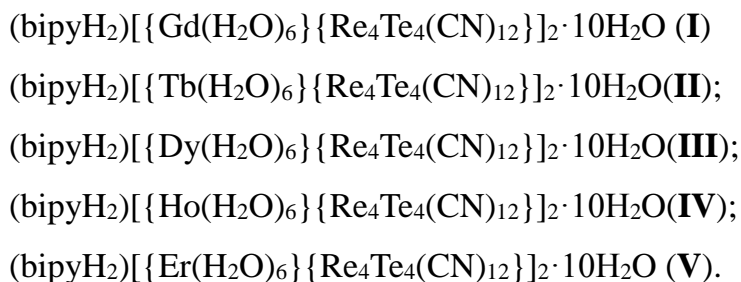 (bipyH₂)[{Gd(H₂O)₆}{Re₄Te₄(CN)₁₂}]₂·10H₂O (I)
(bipyH₂)[{Tb(H₂O)₆}{Re₄Te₄(CN)₁₂}]₂·10H₂O(II);
(bipyH₂)[{Dy(H₂O)₆}{Re₄Te₄(CN)₁₂}]₂·10H₂O(III);
(bipyH₂)[{Ho(H₂O)₆}{Re₄Te₄(CN)₁₂}]₂·10H₂O(IV);
(bipyH₂)[{Er(H₂O)₆}{Re₄Te₄(CN)₁₂}]₂·10H₂O (V).